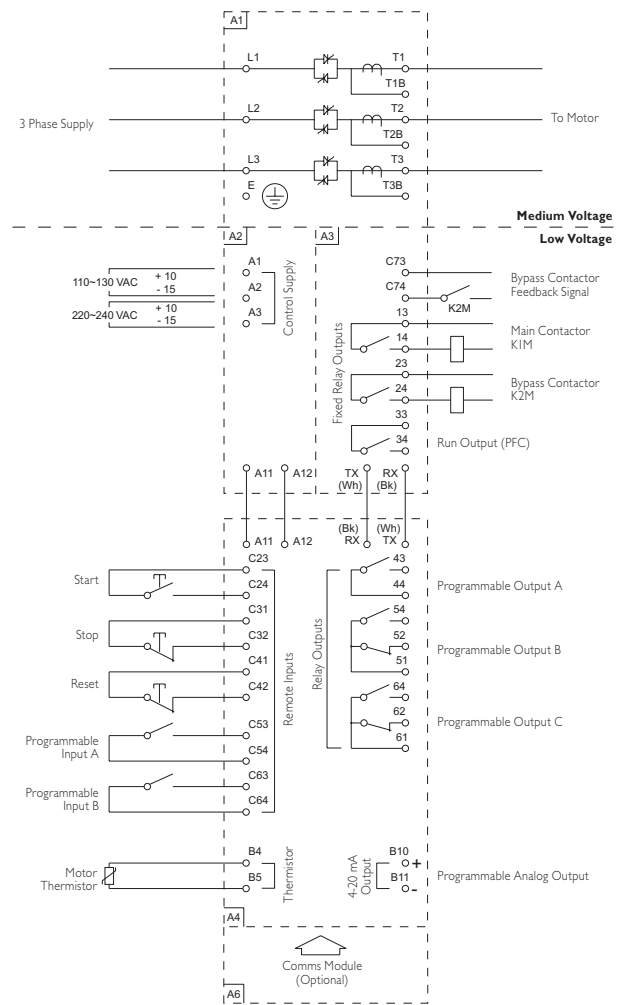 A1
L1
T1
T1B
L2
T2
3 Phase Supply
To Motor
T2B
L3
T3
E
T3B
Medium Voltage
Low Voltage
A2
A3
A1
110~130 VAC
+ 10
- 15
A2
220~240 VAC
+ 10
- 15
A3
Control Supply
C73
C74
Bypass Contactor
Feedback Signal
K2M
13
14
Main Contactor
K1M
23
24
Bypass Contactor
K2M
Fixed Relay Outputs
33
34
Run Output (PFC)
A11
A12
TX
(Wh)
RX
(Bk)
(Bk)
RX
(Wh)
TX
A11
A12
C23
Start
C24
C31
Stop
C32
C41
Reset
C42
C53
Programmable
Input A
C54
C63
Programmable
Input B
C64
Remote Inputs
43
44
Programmable Output A
54
52
Programmable Output B
51
Relay Outputs
64
62
Programmable Output C
61
B4
Motor
Thermistor
B5
Thermistor
4-20 mA
Output
B10
+
B11
-
Programmable Analog Output
A4
Comms Module
(Optional)
A6